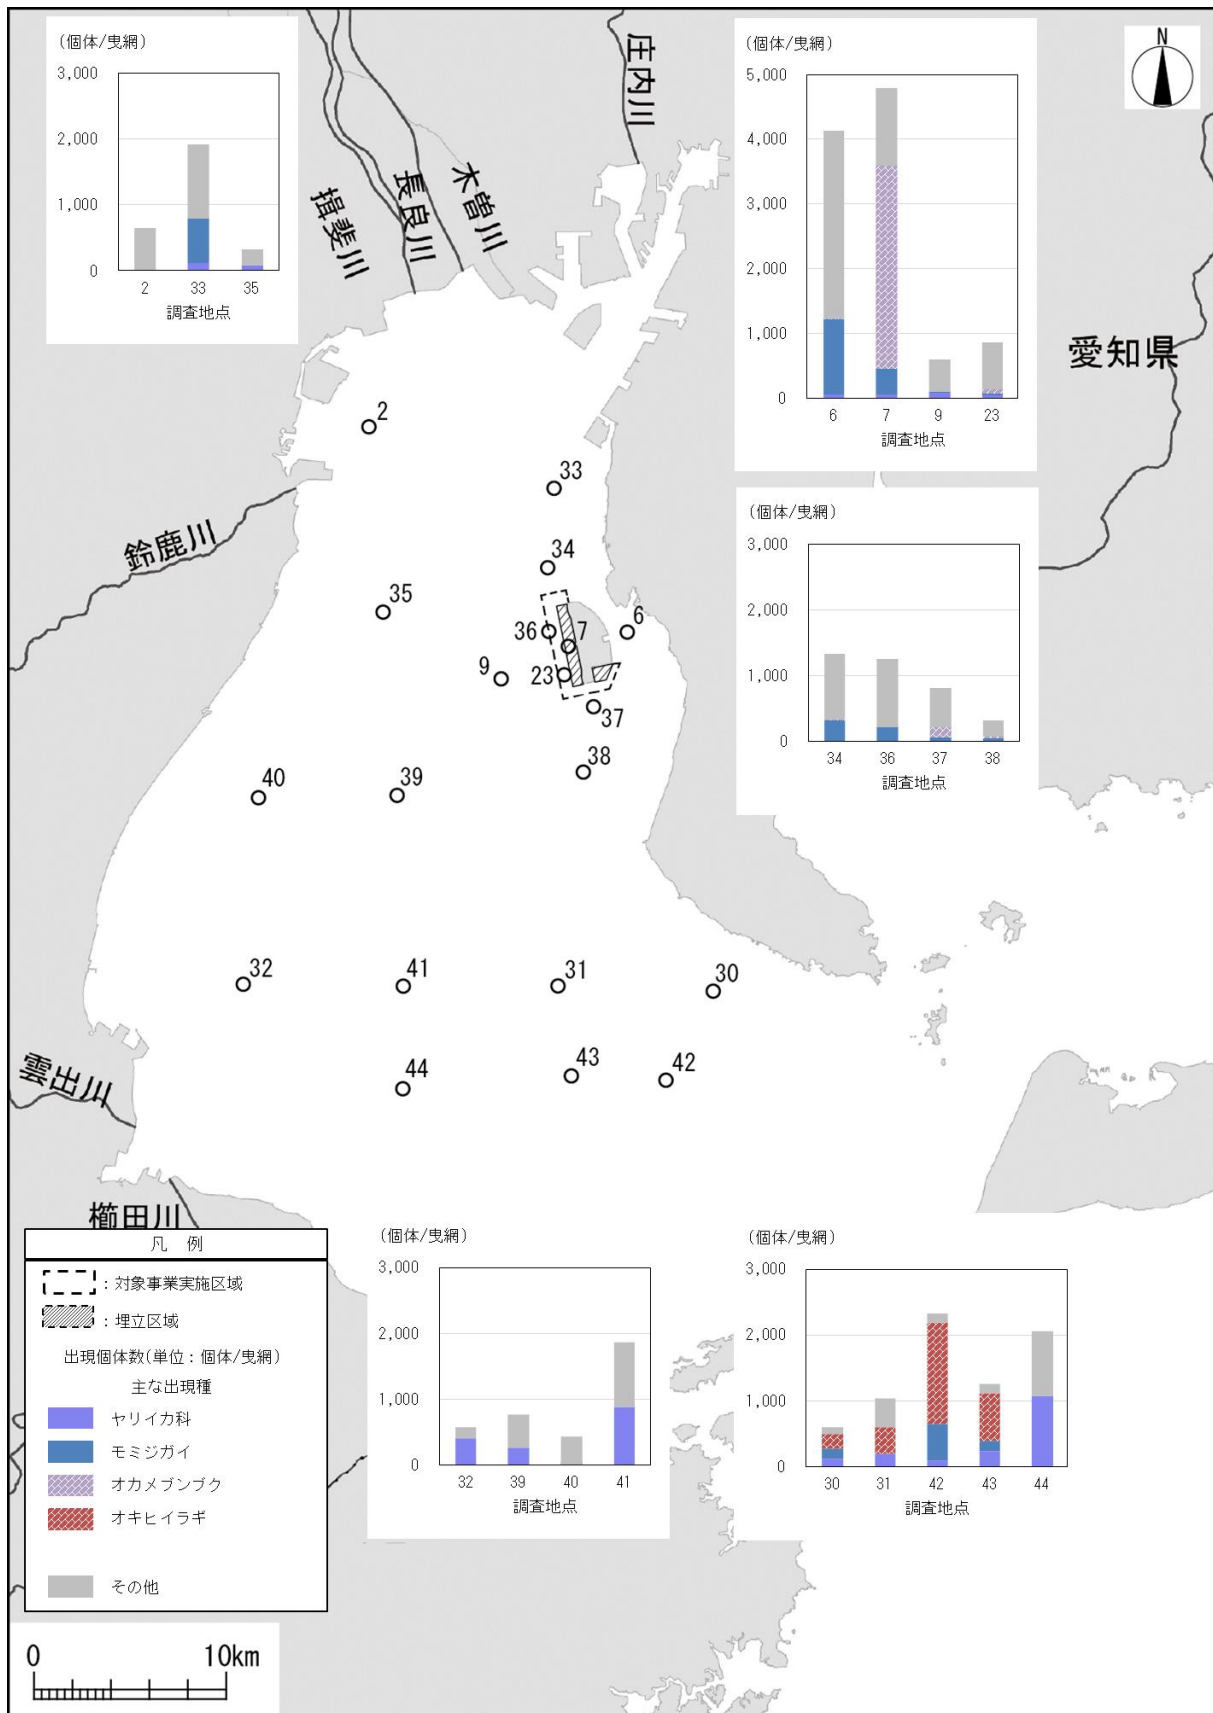 (個体/曳網)
3,000
2,000
1,000
0
2 33 35
調査地点
揖斐川
長良川
木曽川
庄内川
(個体/曳網)
5,000
4,000
3,000
2,000
1,000
0
6 7 9 23
調査地点
N
愛知県
(個体/曳網)
3,000
2,000
1,000
0
34 36 37 38
調査地点
鈴鹿川
2
33
34
35
36
7
6
9
23
37
38
40
39
32
41
31
30
44
43
42
雲出川
櫛田川
凡 例
:対象事業実施区域
:埋立区域
出現個体数(単位:個体/曳網)
主な出現種
ヤリイカ科
モミジガイ
オカメブンブク
オキヒイラギ
その他
0 10km
(個体/曳網)
3,000
2,000
1,000
0
32 39 40 41
調査地点
(個体/曳網)
3,000
2,000
1,000
0
30 31 42 43 44
調査地点